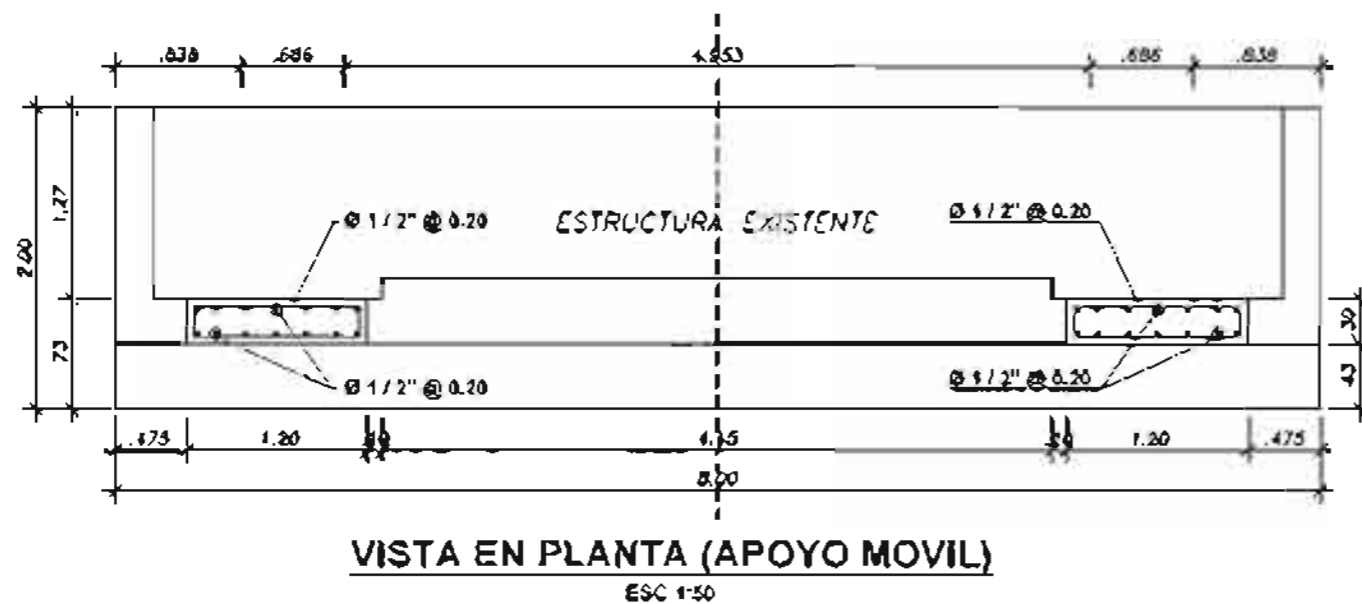 .838 .686 4.953 .686 .838
2.00
1.27
.73
Ø 1/2" @ 0.20
ESTRUCTURA EXISTENTE
Ø 1/2" @ 0.20
.30
.43
Ø 1/2" @ 0.20
Ø 1/2" @ 0.20
.475 1.20 1.20 .475
8.00
VISTA EN PLANTA (APOYO MOVIL)
ESC 1:50